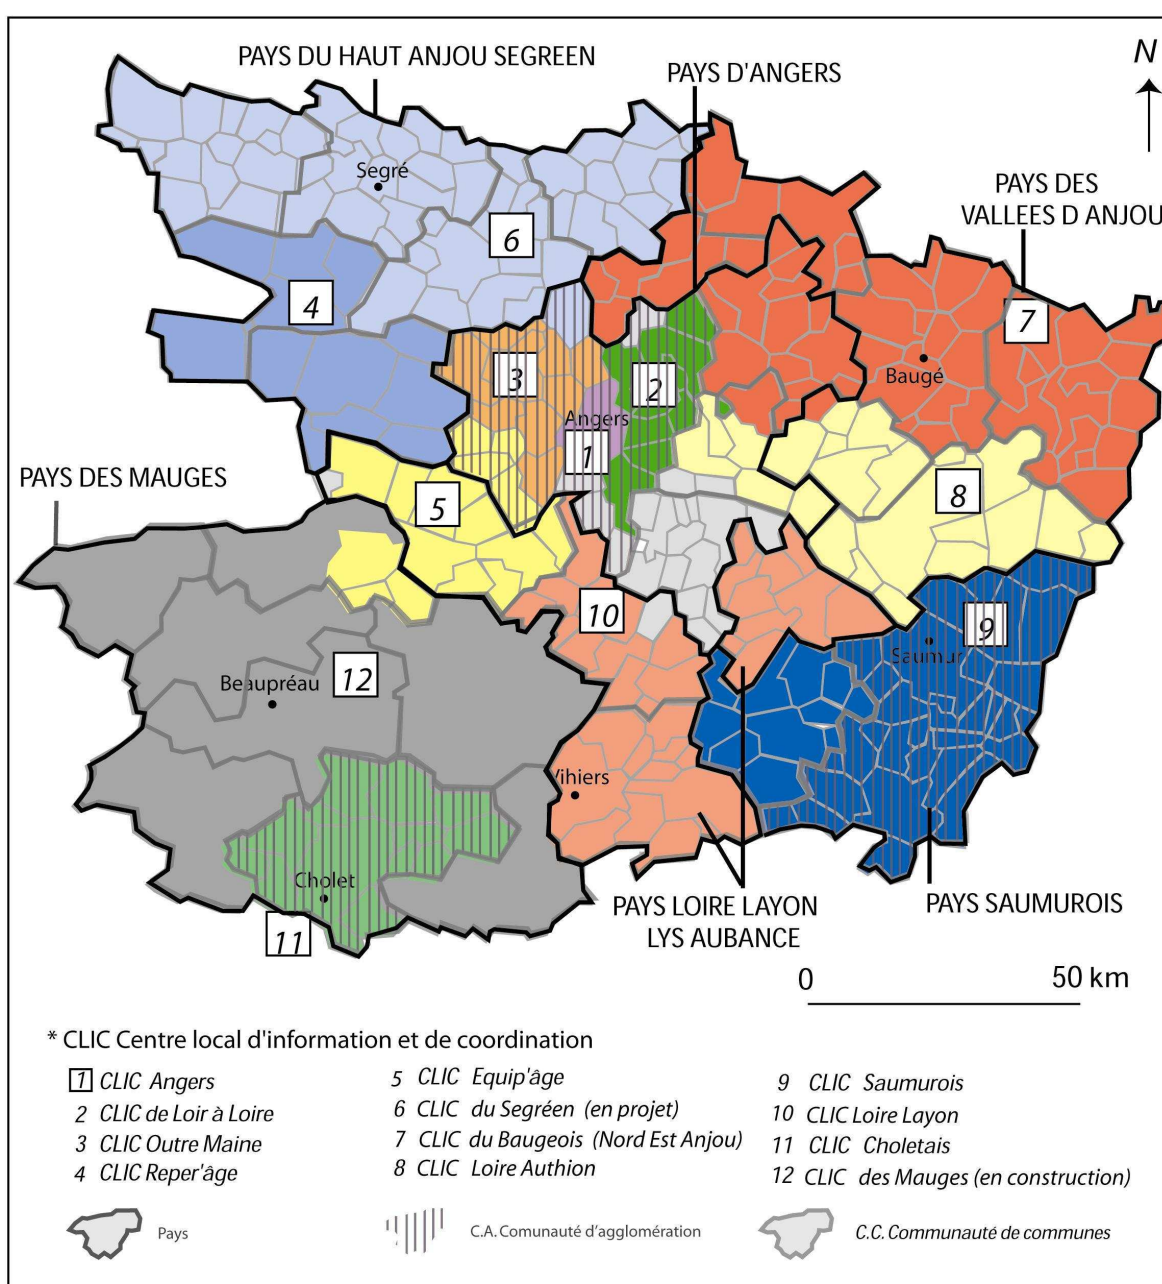 PAYS DU HAUT ANJOU SEGREEN
PAYS D'ANGERS
N
PAYS DES
VALLEES D ANJOU
Segré
6
4
7
3
2
Baugé
Angers
1
PAYS DES MAUGES
5
8
10
9
Saumur
12
Beaupréau
Vihiers
Cholet
11
PAYS LOIRE LAYON
LYS AUBANCE
PAYS SAUMUROIS
0 50 km
* CLIC Centre local d'information et de coordination
1 CLIC Angers
2 CLIC de Loir à Loire
3 CLIC Outre Maine
4 CLIC Reper'âge
5 CLIC Equip'âge
6 CLIC du Segréen (en projet)
7 CLIC du Baugeois (Nord Est Anjou)
8 CLIC Loire Authion
9 CLIC Saumurois
10 CLIC Loire Layon
11 CLIC Choletais
12 CLIC des Mauges (en construction)
Pays
C.A. Comunauté d'agglomération
C.C. Communauté de communes